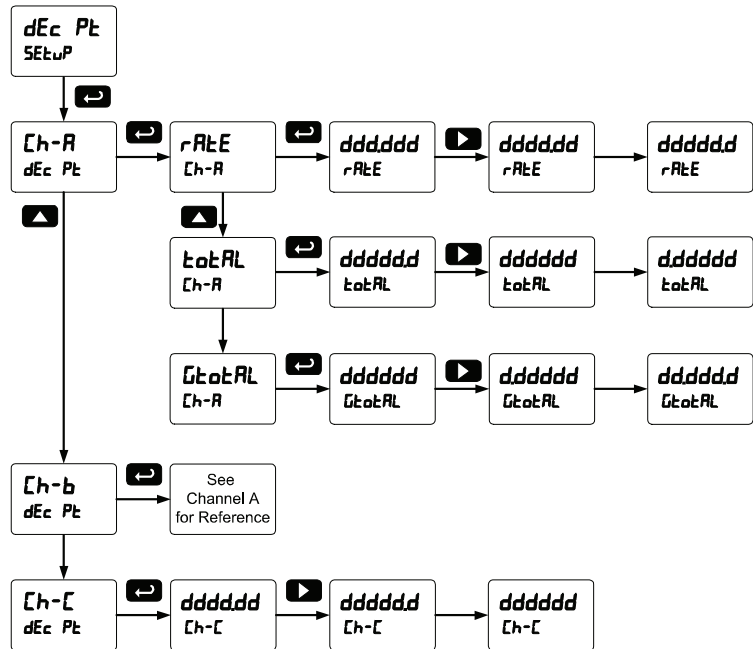 dEc Pt
SEtuP
Ch-A
dEc Pt
rAtE
Ch-A
ddd.ddd
rAtE
dddd.dd
rAtE
ddddd.d
rAtE
totAL
Ch-A
ddddd.d
totAL
dddddd
totAL
d.ddddd
totAL
GtotAL
Ch-A
dddddd
GtotAL
d.ddddd
GtotAL
dd.ddd.d
GtotAL
Ch-b
dEc Pt
See
Channel A
for Reference
Ch-C
dEc Pt
dddd.dd
Ch-C
ddddd.d
Ch-C
dddddd
Ch-C